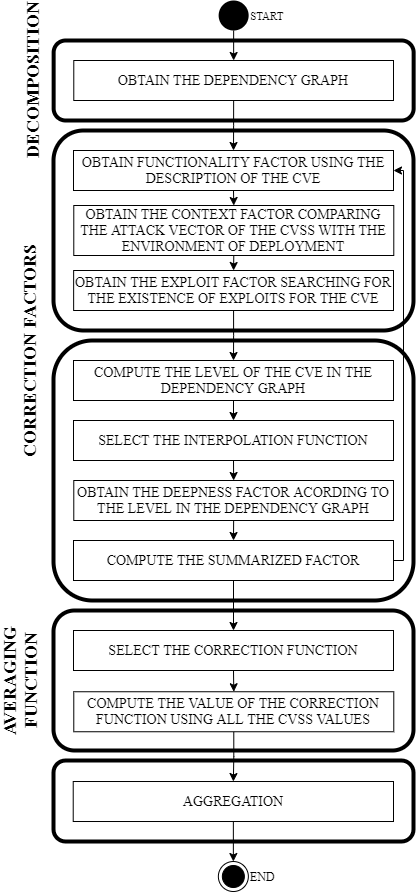 START
DECOMPOSITION
OBTAIN THE DEPENDENCY GRAPH
CORRECTION FACTORS
OBTAIN FUNCTIONALITY FACTOR USING THE
DESCRIPTION OF THE CVE
OBTAIN THE CONTEXT FACTOR COMPARING
THE ATTACK VECTOR OF THE CVSS WITH THE
ENVIRONMENT OF DEPLOYMENT
OBTAIN THE EXPLOIT FACTOR SEARCHING FOR
THE EXISTENCE OF EXPLOITS FOR THE CVE
COMPUTE THE LEVEL OF THE CVE IN THE
DEPENDENCY GRAPH
SELECT THE INTERPOLATION FUNCTION
OBTAIN THE DEEPNESS FACTOR ACORDING TO
THE LEVEL IN THE DEPENDENCY GRAPH
COMPUTE THE SUMMARIZED FACTOR
AVERAGING
FUNCTION
SELECT THE CORRECTION FUNCTION
COMPUTE THE VALUE OF THE CORRECTION
FUNCTION USING ALL THE CVSS VALUES
AGGREGATION
END